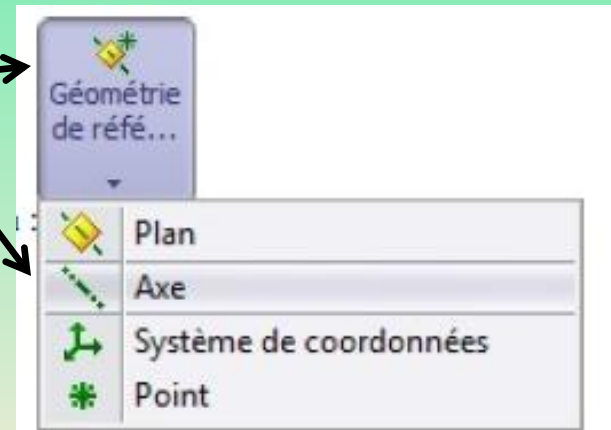 Géométrie
de réfé...
Plan
Axe
Système de coordonnées
Point